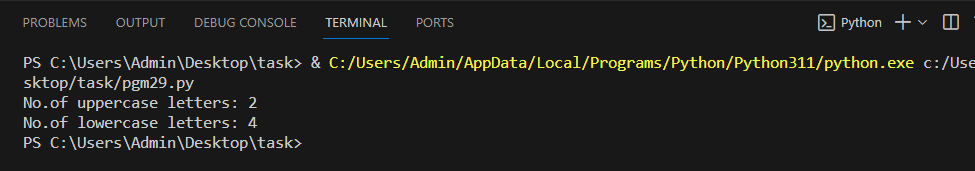 PROBLEMS OUTPUT DEBUG CONSOLE TERMINAL PORTS Python
PS C:\Users\Admin\Desktop\task> & C:/Users/Admin/AppData/Local/Programs/Python/Python311/python.exe c:/Use
sktop/task/pgm29.py
No.of uppercase letters: 2
No.of lowercase letters: 4
PS C:\Users\Admin\Desktop\task>